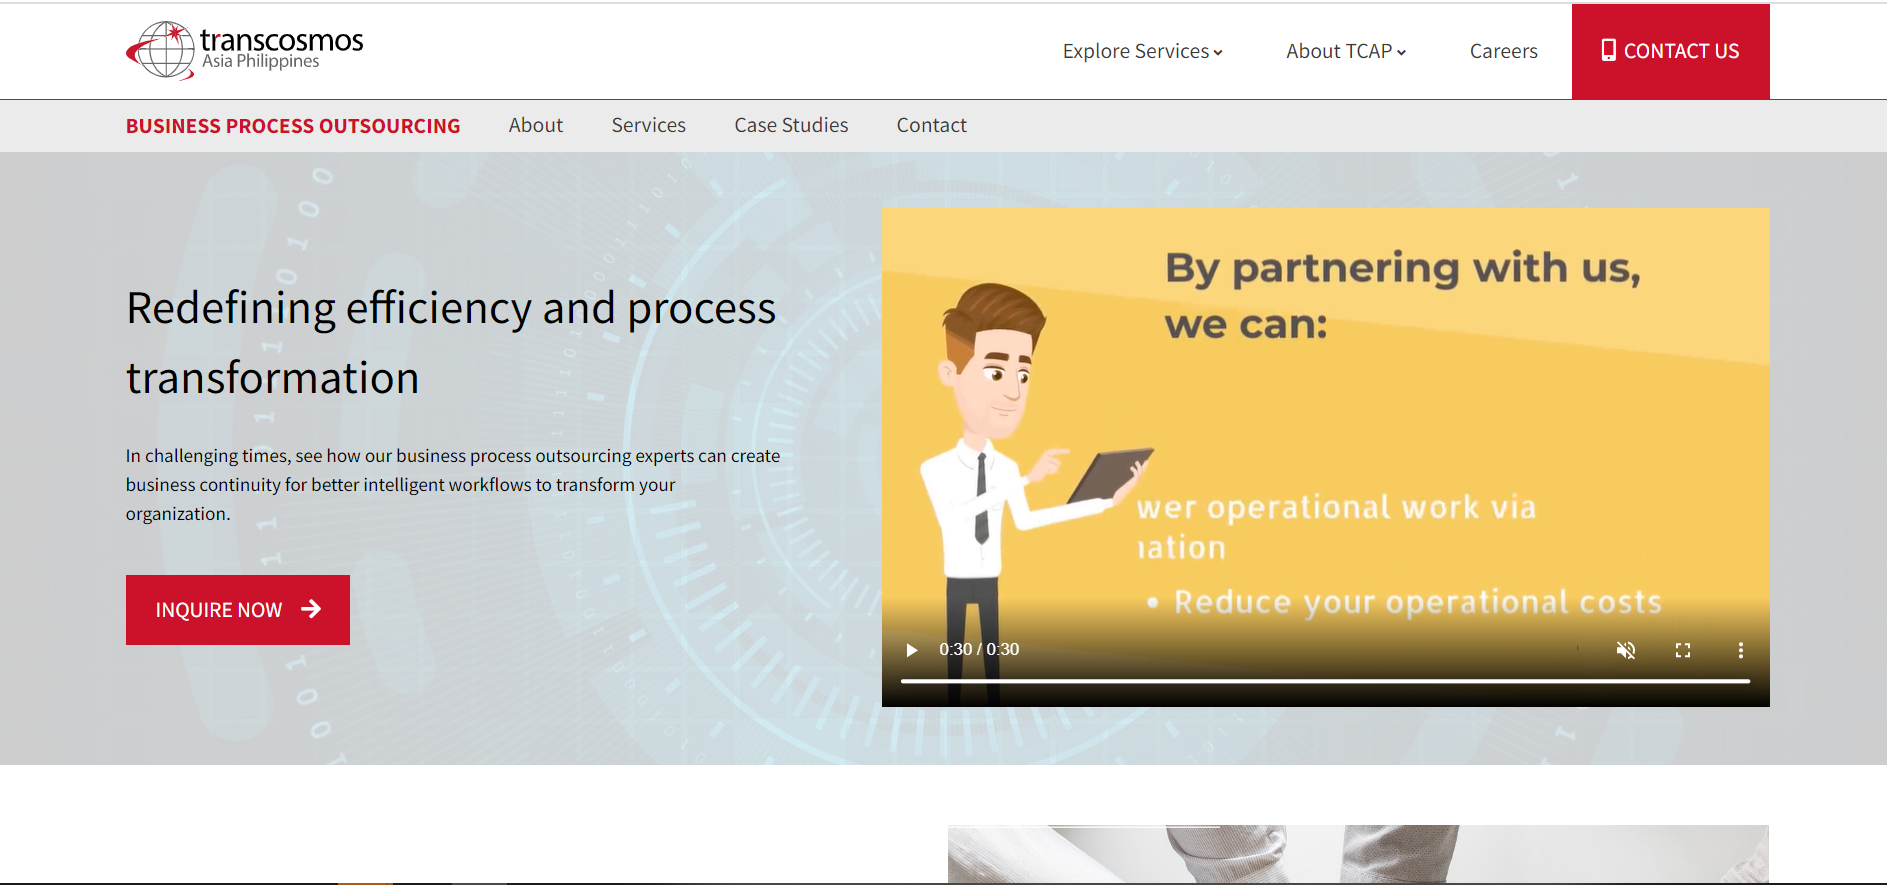 transcosmos
Asia Philippines
Explore Services
About TCAP
Careers
CONTACT US
BUSINESS PROCESS OUTSOURCING
About
Services
Case Studies
Contact
Redefining efficiency and process
transformation
In challenging times, see how our business process outsourcing experts can create
business continuity for better intelligent workflows to transform your
organization.
INQUIRE NOW
By partnering with us,
we can:
wer operational work via
ation
• Reduce your operational costs
0:30 / 0:30